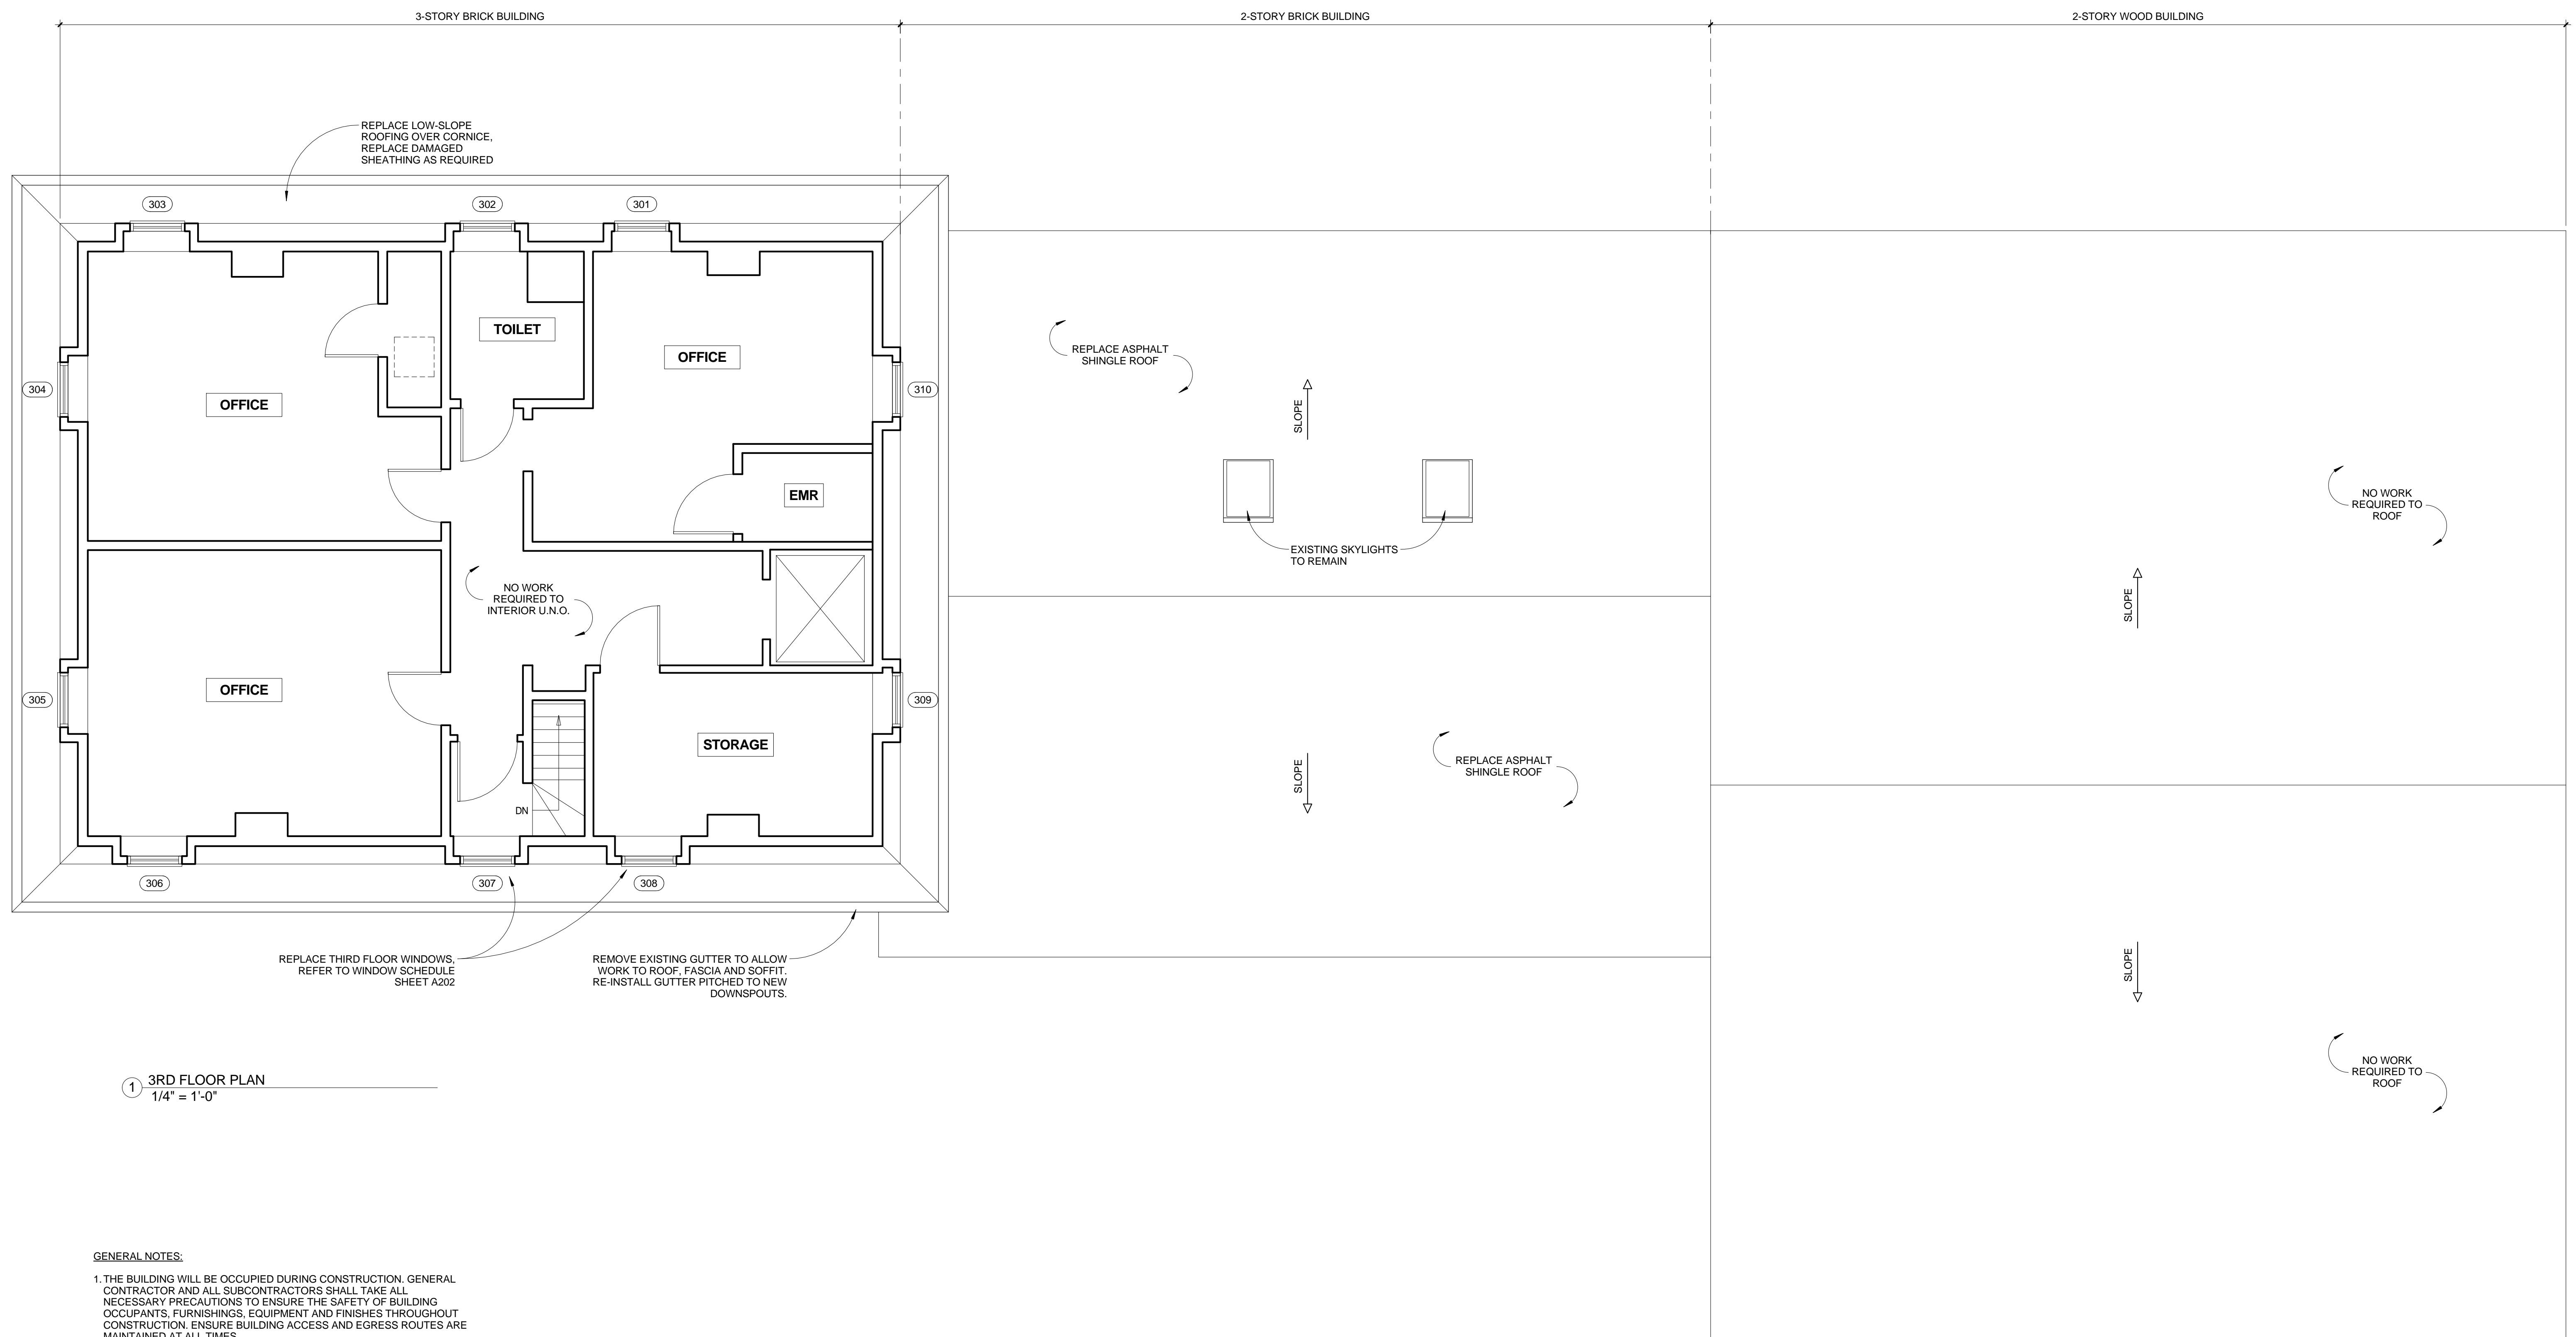 3-STORY BRICK BUILDING
2-STORY BRICK BUILDING
2-STORY WOOD BUILDING
REPLACE LOW-SLOPE
ROOFING OVER CORNICE,
REPLACE DAMAGED
SHEATHING AS REQUIRED
303
302
301
TOILET
OFFICE
REPLACE ASPHALT
SHINGLE ROOF
304
OFFICE
310
SLOPE
EMR
NO WORK
REQUIRED TO
ROOF
EXISTING SKYLIGHTS
TO REMAIN
NO WORK
REQUIRED TO
INTERIOR U.N.O.
SLOPE
305
OFFICE
309
STORAGE
SLOPE
REPLACE ASPHALT
SHINGLE ROOF
DN
306
307
308
REPLACE THIRD FLOOR WINDOWS,
REFER TO WINDOW SCHEDULE
SHEET A202
REMOVE EXISTING GUTTER TO ALLOW
WORK TO ROOF, FASCIA AND SOFFIT.
RE-INSTALL GUTTER PITCHED TO NEW
DOWNSPOUTS.
SLOPE
NO WORK
REQUIRED TO
ROOF
1 3RD FLOOR PLAN
1/4" = 1'-0"
GENERAL NOTES:
1. THE BUILDING WILL BE OCCUPIED DURING CONSTRUCTION. GENERAL
CONTRACTOR AND ALL SUBCONTRACTORS SHALL TAKE ALL
NECESSARY PRECAUTIONS TO ENSURE THE SAFETY OF BUILDING
OCCUPANTS, FURNISHINGS, EQUIPMENT AND FINISHES THROUGHOUT
CONSTRUCTION. ENSURE BUILDING ACCESS AND EGRESS ROUTES ARE
MAINTAINED AT ALL TIMES